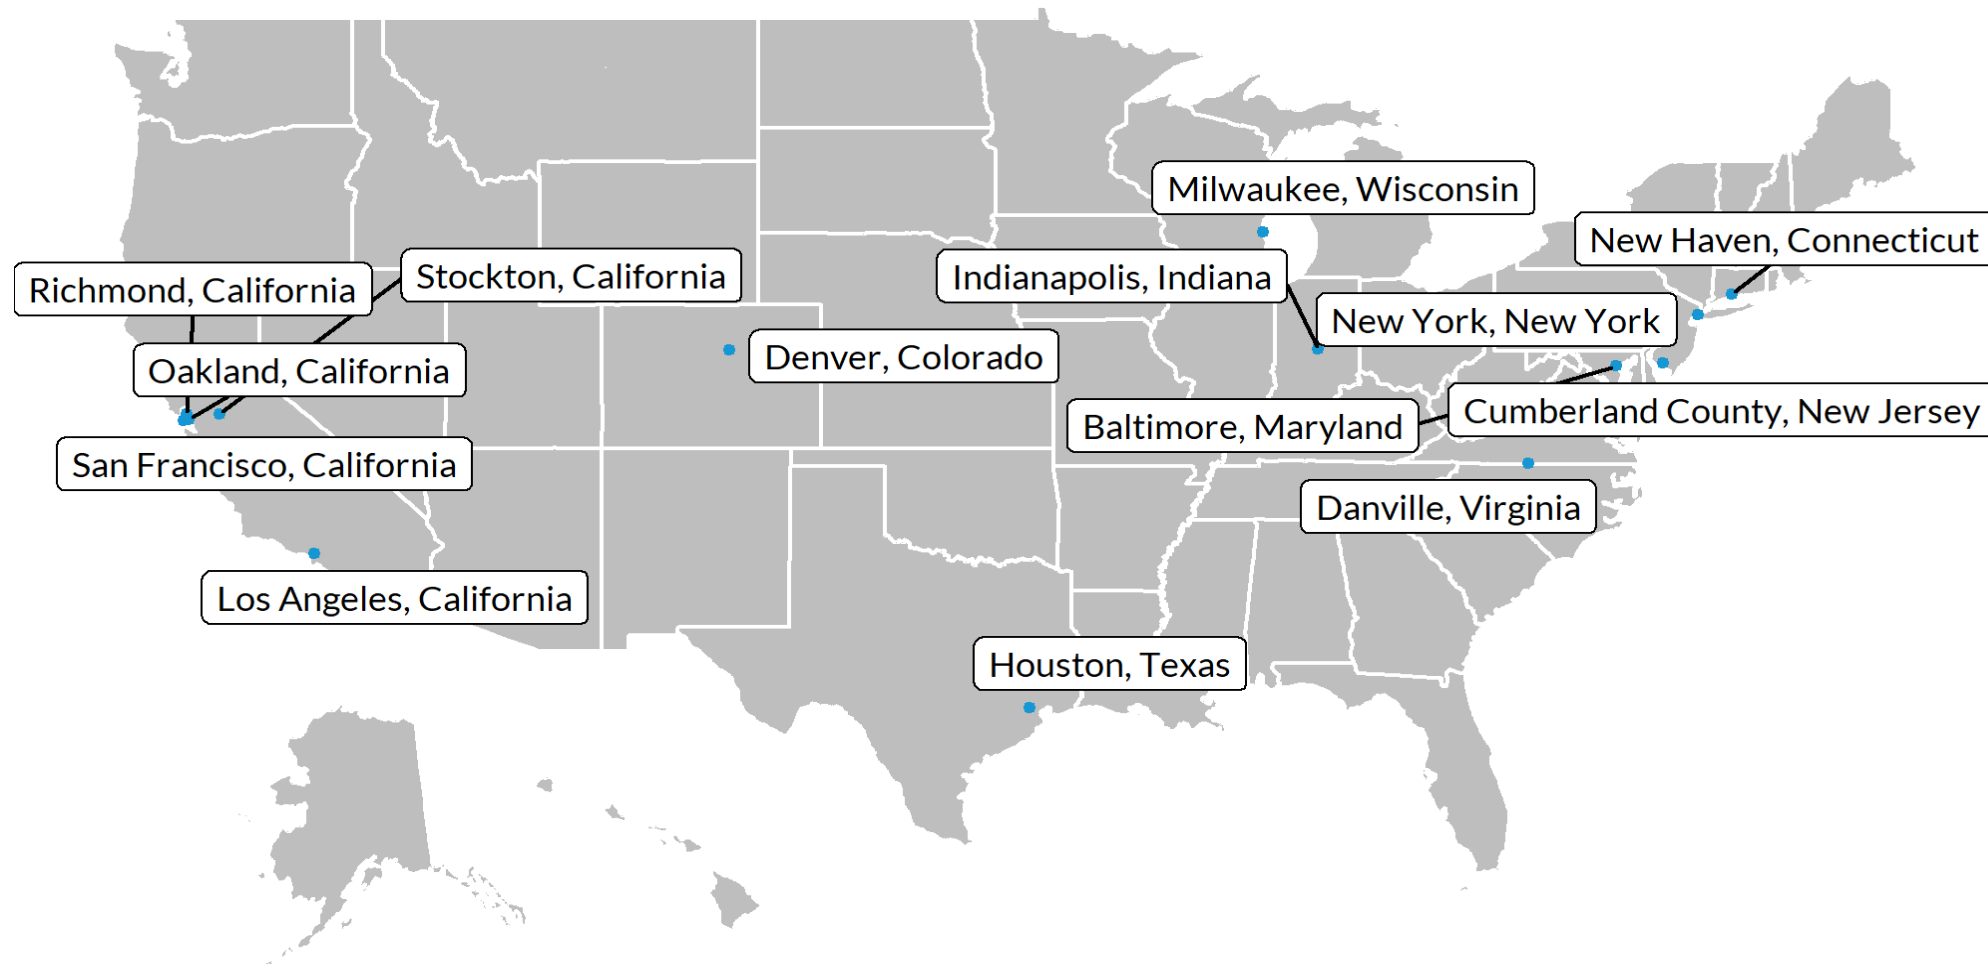 Milwaukee, Wisconsin
New Haven, Connecticut
Stockton, California
Indianapolis, Indiana
Richmond, California
New York, New York
Denver, Colorado
Oakland, California
Cumberland County, New Jersey
Baltimore, Maryland
San Francisco, California
Danville, Virginia
Los Angeles, California
Houston, Texas